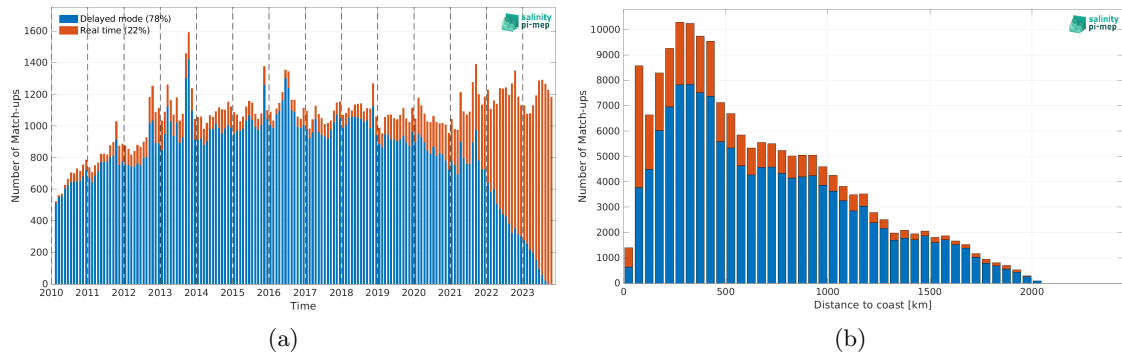 Delayed mode (78%)
Real time (22%)
salinity
pi-mep
Number of Match-ups
1600
1400
1200
1000
800
600
400
200
0
2010 2011 2012 2013 2014 2015 2016 2017 2018 2019 2020 2021 2022 2023
Time
(a)
salinity
pi-mep
Number of Match-ups
10000
9000
8000
7000
6000
5000
4000
3000
2000
1000
0
0 500 1000 1500 2000
Distance to coast [km]
(b)